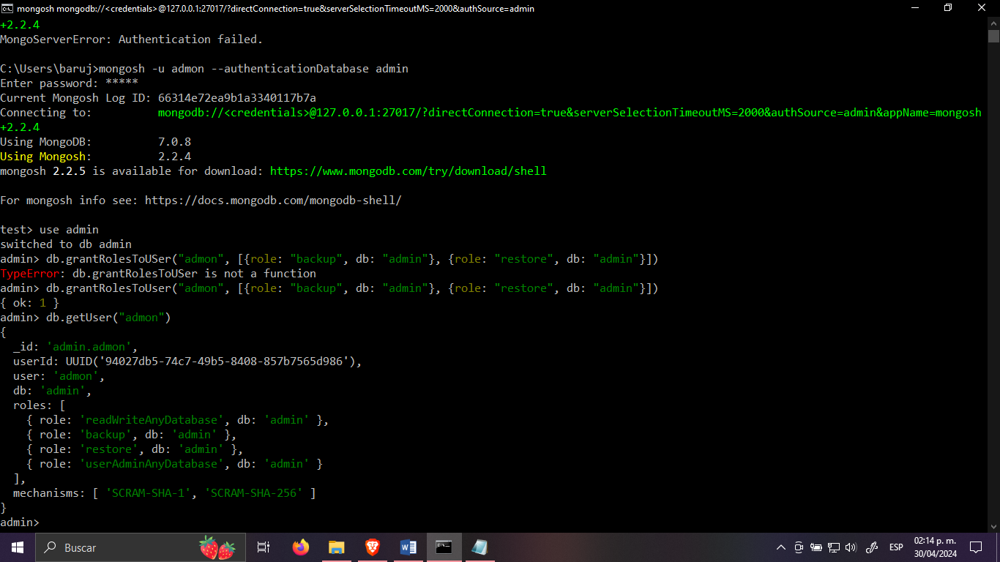 mongosh mongodb://<credentials>@127.0.0.1:27017/?directConnection=true&serverSelectionTimeoutMS=2000&authSource=admin
+2.2.4
MongoServerError: Authentication failed.
C:\Users\baruj>mongosh -u admon --authenticationDatabase admin
Enter password: *****
Current Mongosh Log ID: 66314e72ea9b1a3340117b7a
Connecting to:          mongodb://<credentials>@127.0.0.1:27017/?directConnection=true&serverSelectionTimeoutMS=2000&authSource=admin&appName=mongosh
+2.2.4
Using MongoDB:          7.0.8
Using Mongosh:          2.2.4
mongosh 2.2.5 is available for download: https://www.mongodb.com/try/download/shell
For mongosh info see: https://docs.mongodb.com/mongodb-shell/
test> use admin
switched to db admin
admin> db.grantRolesToUSer("admon", [{role: "backup", db: "admin"}, {role: "restore", db: "admin"}])
TypeError: db.grantRolesToUSer is not a function
admin> db.grantRolesToUser("admon", [{role: "backup", db: "admin"}, {role: "restore", db: "admin"}])
{ ok: 1 }
admin> db.getUser("admon")
{
  _id: 'admin.admon',
  userId: UUID('94027db5-74c7-49b5-8408-857b7565d986'),
  user: 'admon',
  db: 'admin',
  roles: [
    { role: 'readWriteAnyDatabase', db: 'admin' },
    { role: 'backup', db: 'admin' },
    { role: 'restore', db: 'admin' },
    { role: 'userAdminAnyDatabase', db: 'admin' }
  ],
  mechanisms: [ 'SCRAM-SHA-1', 'SCRAM-SHA-256' ]
}
admin>
Buscar
ESP
02:14 p. m.
30/04/2024